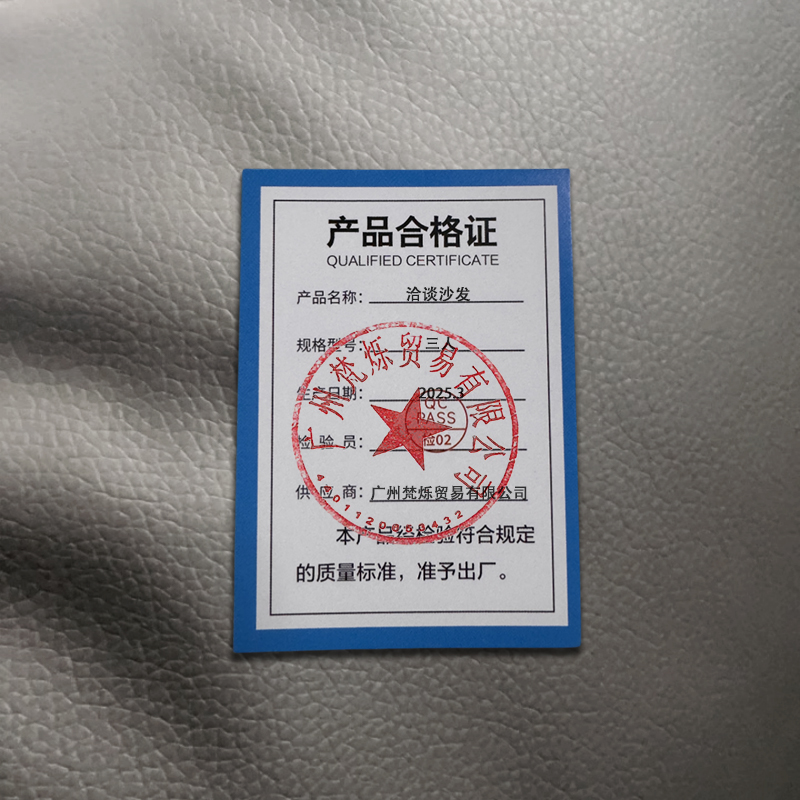 产品合格证
QUALIFIED CERTIFICATE
产品名称：洽谈沙发
规格型号：三人
生产日期：2025.3
QC
PASS
检02
检 验 员：
供 应 商：广州梵烁贸易有限公司
本产品经检验符合规定
的质量标准，准予出厂。
广州梵烁贸易有限公司